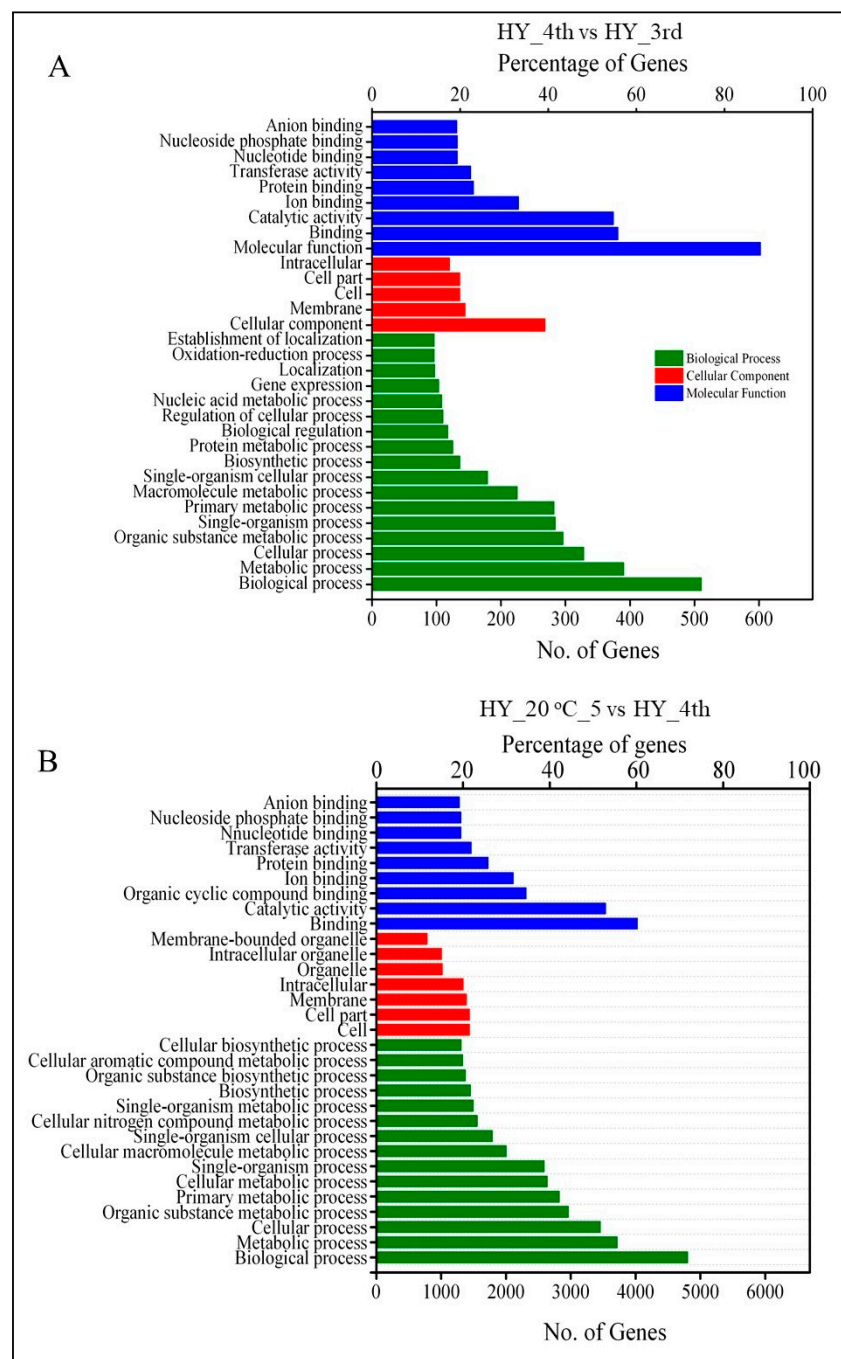 HY_4th vs HY_3rd
A
Percentage of Genes
0 20 40 60 80 100
Anion binding
Nucleoside phosphate binding
Nucleotide binding
Transferase activity
Protein binding
Ion binding
Catalytic activity
Binding
Molecular function
Intracellular
Cell part
Cell
Membrane
Cellular component
Establishment of localization
Oxidation-reduction process
Localization
Gene expression
Nucleic acid metabolic process
Regulation of cellular process
Biological regulation
Protein metabolic process
Biosynthetic process
Single-organism cellular process
Macromolecule metabolic process
Primary metabolic process
Single-organism process
Organic substance metabolic process
Cellular process
Metabolic process
Biological process
Biological Process
Cellular Component
Molecular Function
0 100 200 300 400 500 600
No. of Genes
HY_20 °C_5 vs HY_4th
B
Percentage of genes
0 20 40 60 80 100
Anion binding
Nucleoside phosphate binding
Nnucleotide binding
Transferase activity
Protein binding
Ion binding
Organic cyclic compound binding
Catalytic activity
Binding
Membrane-bounded organelle
Intracellular organelle
Organelle
Intracellular
Membrane
Cell part
Cell
Cellular biosynthetic process
Cellular aromatic compound metabolic process
Organic substance biosynthetic process
Biosynthetic process
Single-organism metabolic process
Cellular nitrogen compound metabolic process
Single-organism cellular process
Cellular macromolecule metabolic process
Single-organism process
Cellular metabolic process
Primary metabolic process
Organic substance metabolic process
Cellular process
Metabolic process
Biological process
0 1000 2000 3000 4000 5000 6000
No. of Genes